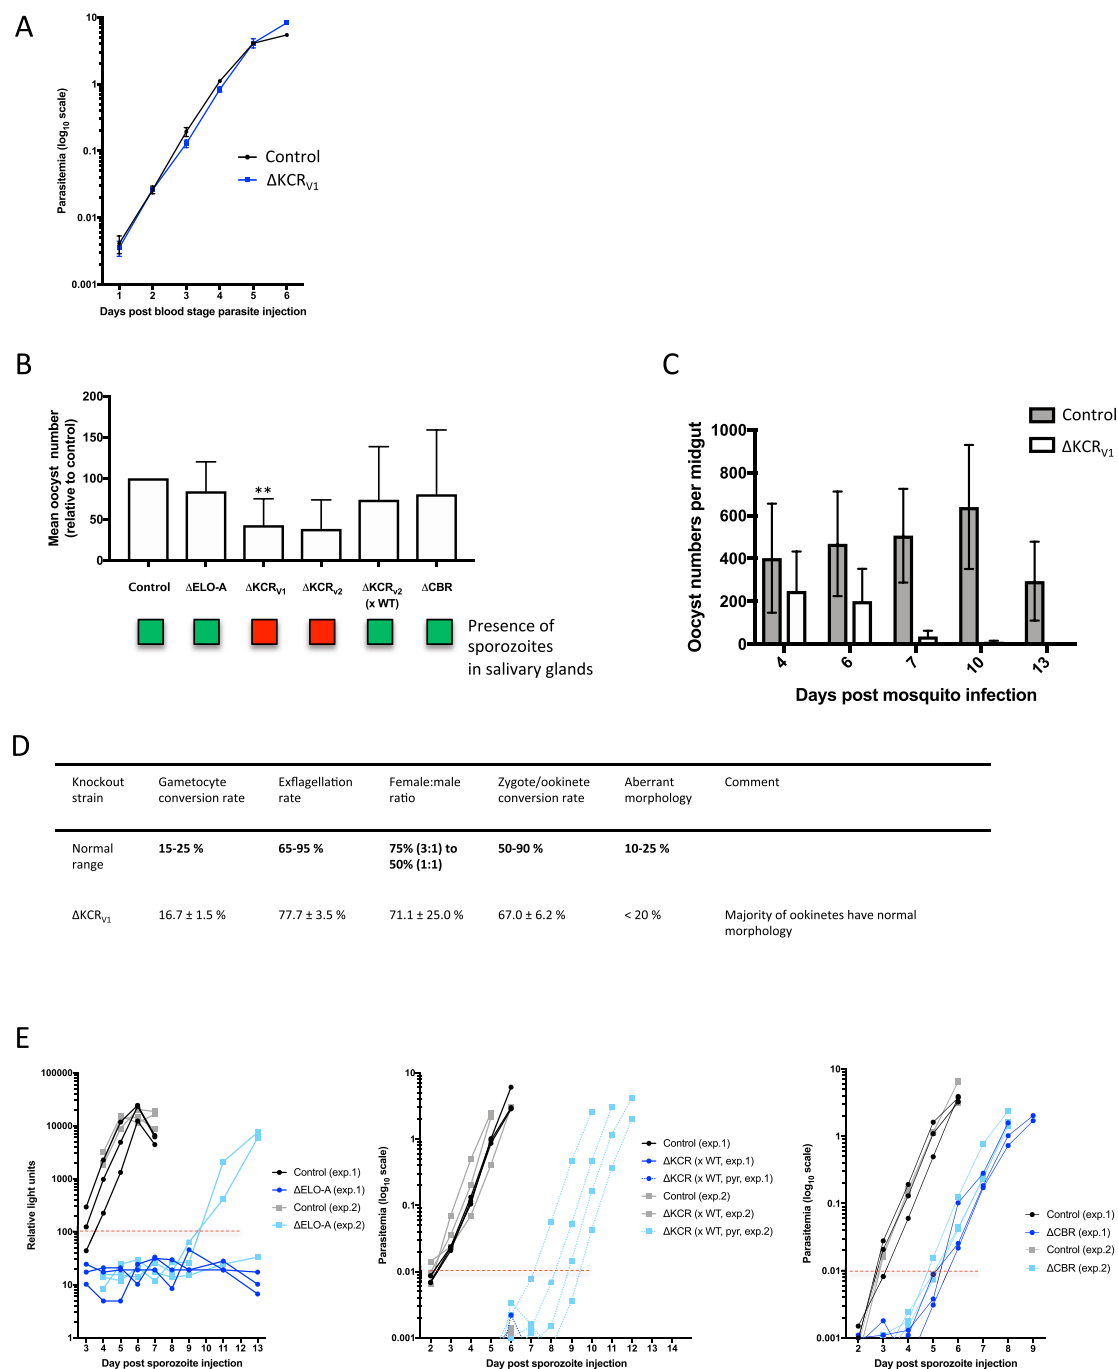 A
10
1
0.1
0.01
0.001
Parasitemia (log10 scale)
Control
ΔKCRV1
1 2 3 4 5 6
Days post blood stage parasite injection
B
200
150
100
50
0
Mean oocyst number
(relative to control)
**
Control ΔELO-A ΔKCRV1 ΔKCRv2 ΔKCRv2 ΔCBR
(x WT)
Presence of
sporozoites
in salivary glands
C
Control
ΔKCRV1
1000
800
600
400
200
0
Oocyst numbers per midgut
4 6 7 10 13
Days post mosquito infection
D
Knockout strain
Gametocyte conversion rate
Exflagellation rate
Female:male ratio
Zygote/ookinete conversion rate
Aberrant morphology
Comment
Normal range
15-25 %
65-95 %
75% (3:1) to 50% (1:1)
50-90 %
10-25 %
ΔKCRV1
16.7 ± 1.5 %
77.7 ± 3.5 %
71.1 ± 25.0 %
67.0 ± 6.2 %
< 20 %
Majority of ookinetes have normal morphology
E
100000
10000
1000
100
10
1
Relative light units
Control (exp.1)
ΔELO-A (exp.1)
Control (exp.2)
ΔELO-A (exp.2)
3 4 5 6 7 8 9 10 11 12 13
Day post sporozoite injection
10
1
0.1
0.01
0.001
Parasitemia (log10 scale)
Control (exp.1)
ΔKCR (x WT, exp.1)
ΔKCR (x WT, pyr, exp.1)
Control (exp.2)
ΔKCR (x WT, exp.2)
ΔKCR (x WT, pyr, exp.2)
2 3 4 5 6 7 8 9 10 11 12 13 14
Day post sporozoite injection
10
1
0.1
0.01
0.001
Parasitemia (log10 scale)
Control (exp.1)
ΔCBR (exp.1)
Control (exp.2)
ΔCBR (exp.2)
2 3 4 5 6 7 8 9
Day post sporozoite injection